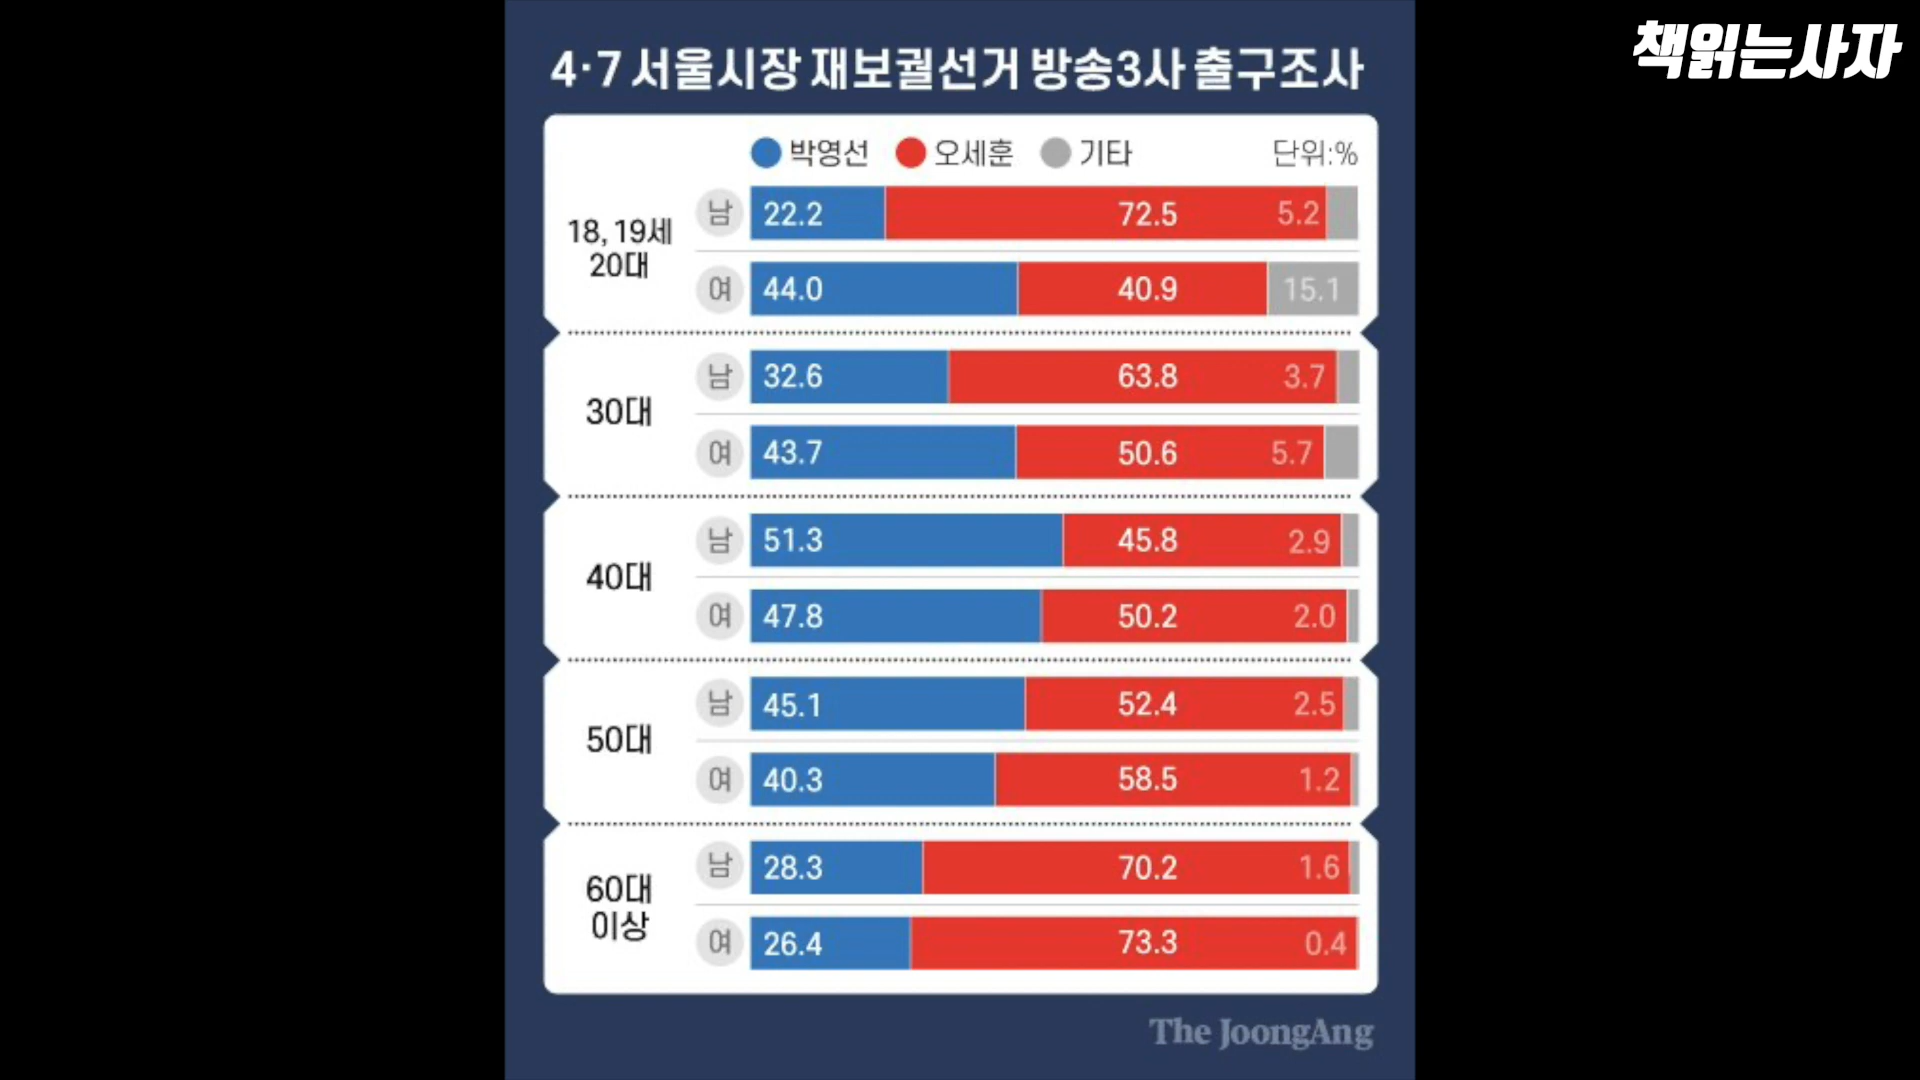 책읽는사자
4·7 서울시장 재보궐선거 방송3사 출구조사
박영선 오세훈 기타 단위:%
18, 19세
20대
남 22.2 72.5 5.2
여 44.0 40.9 15.1
30대
남 32.6 63.8 3.7
여 43.7 50.6 5.7
40대
남 51.3 45.8 2.9
여 47.8 50.2 2.0
50대
남 45.1 52.4 2.5
여 40.3 58.5 1.2
60대
이상
남 28.3 70.2 1.6
여 26.4 73.3 0.4
The JoongAng